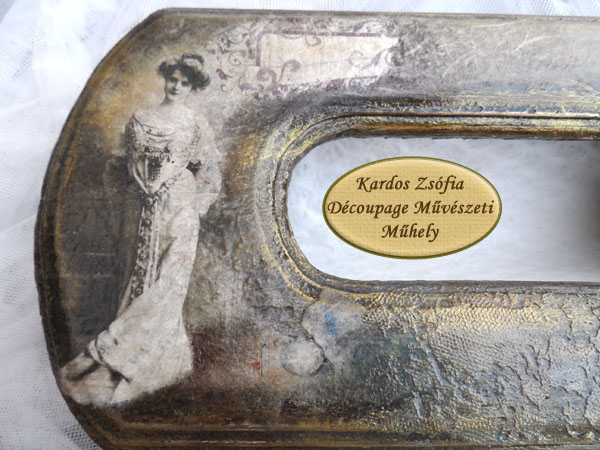 Kardos Zsófia
Découpage Művészeti
Műhely